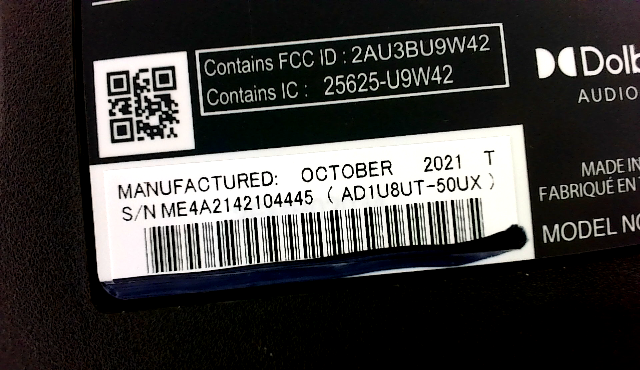 Contains FCC ID : 2AU3BU9W42
Contains IC : 25625-U9W42
Dolb
AUDIO
MANUFACTURED: OCTOBER 2021 T
S/N ME4A2142104445 ( AD1U8UT-50UX )
MADE IN
FABRIQUÉ EN
MODEL NO